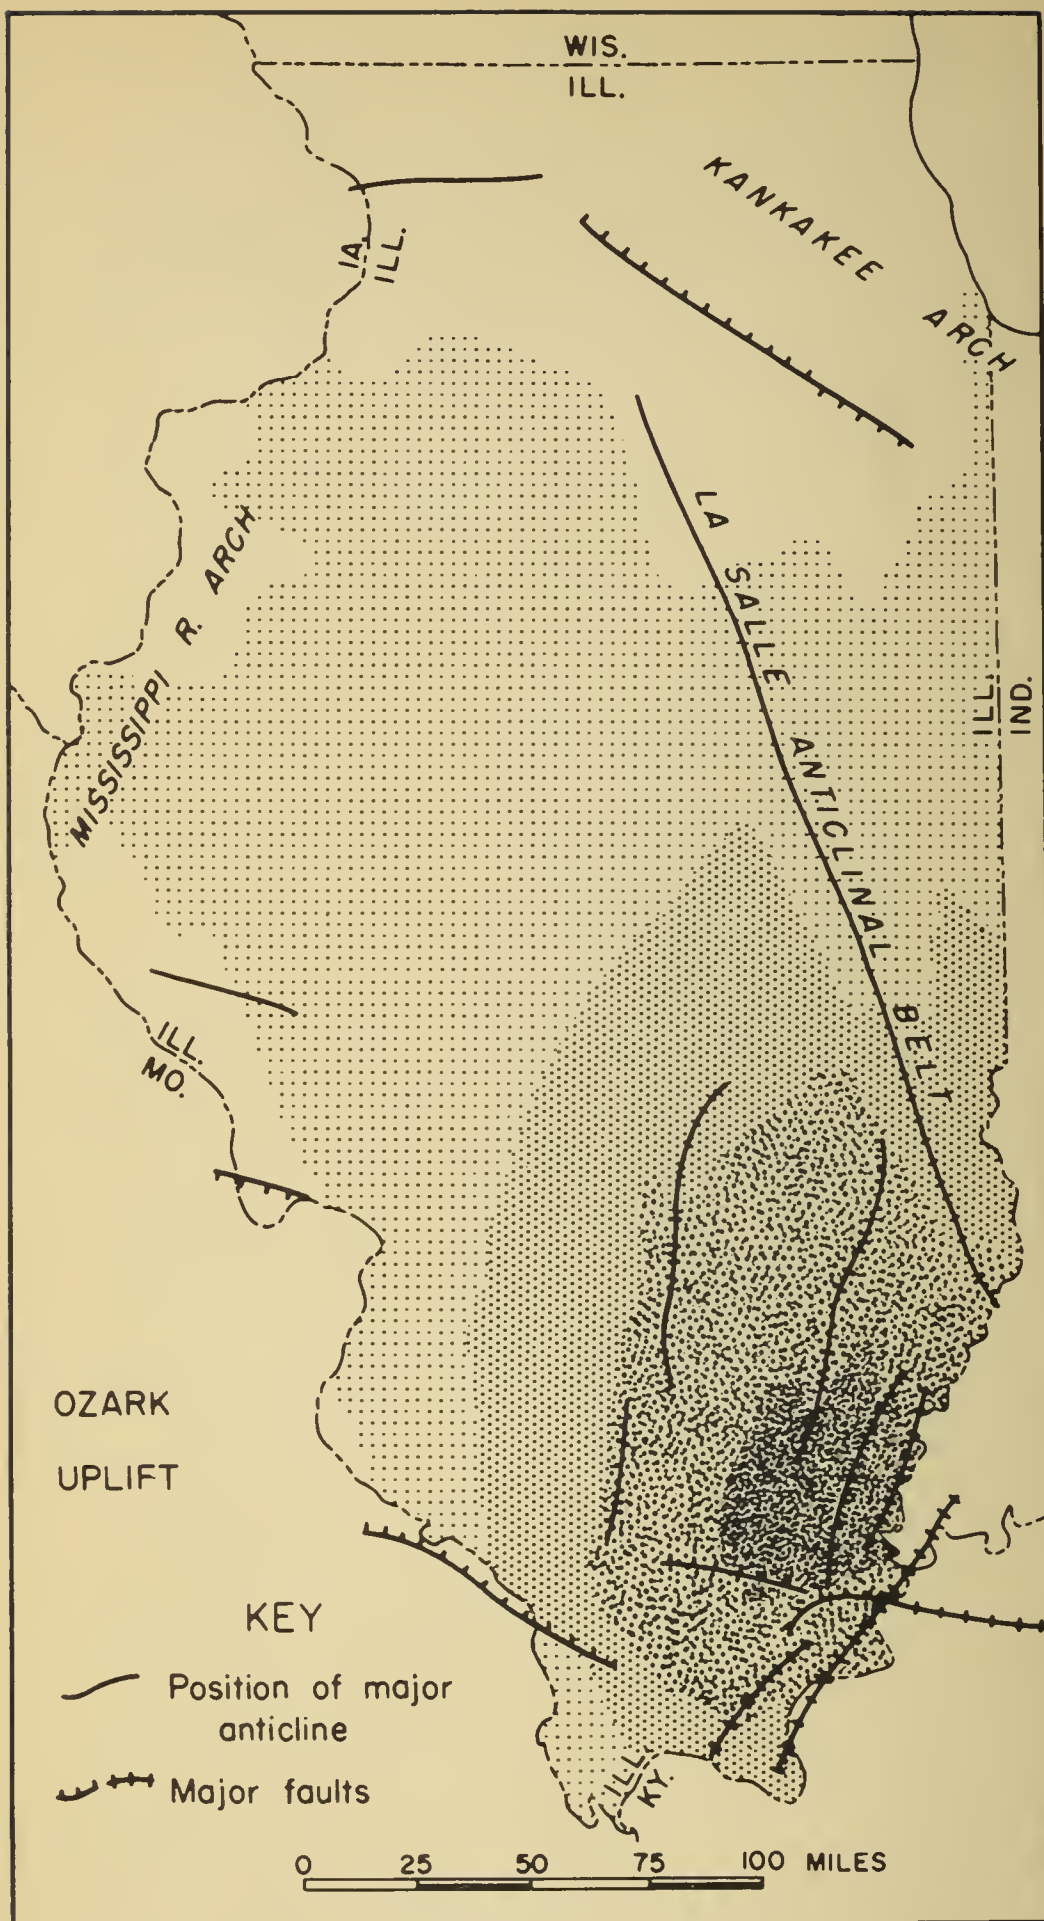 WIS.
ILL.
KANKAKEE ARCH
IA.
ILL.
LA SALLE ANTICLINAL BELT
MISSISSIPPI R. ARCH
ILL.
IND.
ILL.
MO.
OZARK
UPLIFT
KEY
Position of major
anticline
Major faults
ILL.
KY.
0 25 50 75 100 MILES